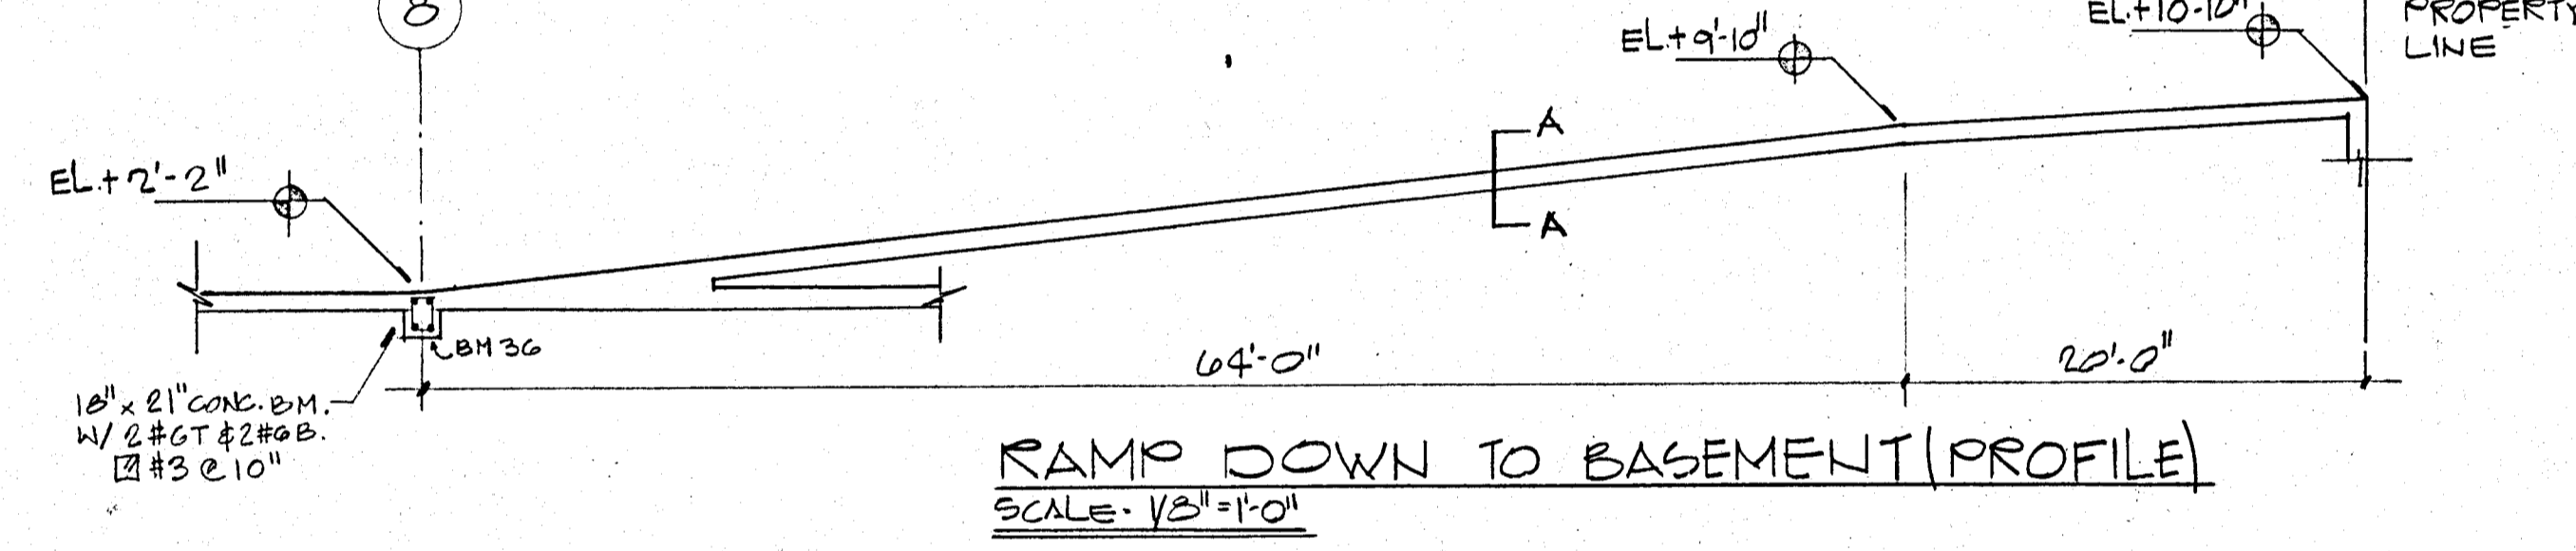 8
EL.+10'-10"
PROPERTY
LINE
EL.+9'-10"
A
A
EL.+2'-2"
BM 36
64'-0"
20'-0"
18" x 21" CONC. BM.
W/ 2#6T & 2#6B.
#3 @ 10"
RAMP DOWN TO BASEMENT (PROFILE)
SCALE - 1/8" = 1'-0"